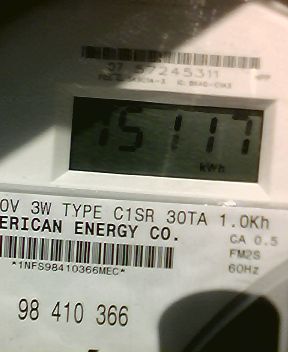 57245311
15117
kWh
0V 3W TYPE C1SR 30TA 1.0Kh
ERICAN ENERGY CO.
CA 0.5
*1NFS98410366MEC*
FM2S
60Hz
98 410 366